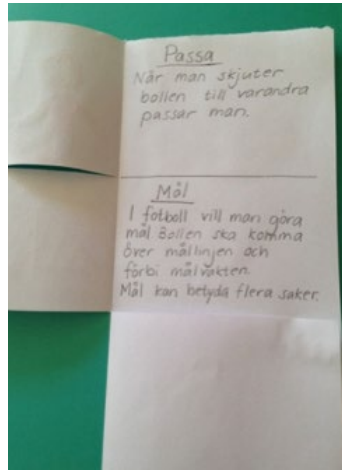 Passa
När man skjuter
bollen till varandra
passar man.
Mål
I fotboll vill man göra
mål Bollen ska komma
över mållinjen och
förbi målvakten.
Mål kan betyda flera saker.